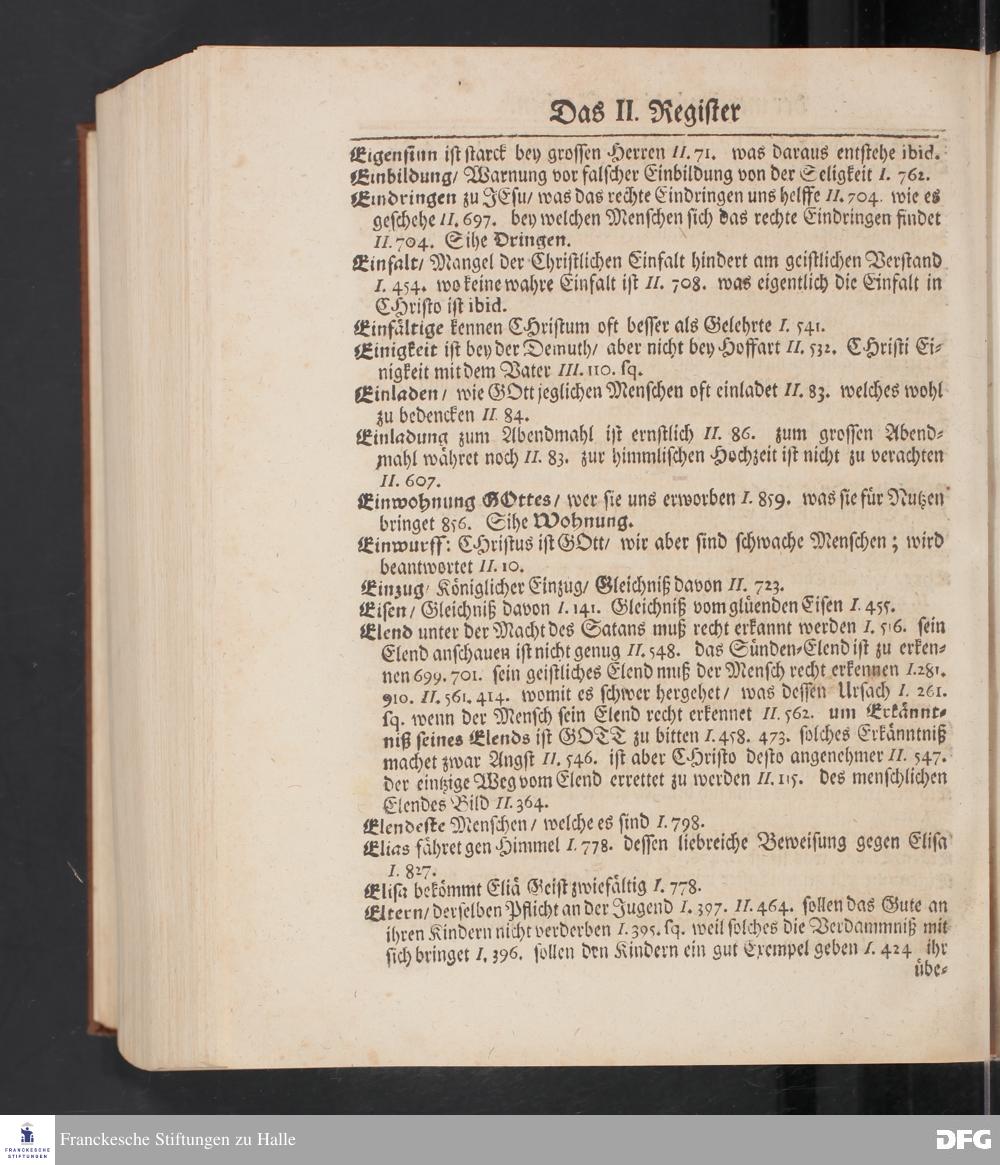 Das II. Register
Eigensinn ist starck bey grossen Herren II. 71. was daraus entstehe ibid.
Einbildung/ Warnung vor falscher Einbildung von der Seligkeit I. 762.
Eindringen zu JEsu/ was das rechte Eindringen uns helffe II. 704. wie es
geschehe II. 697. bey welchen Menschen sich das rechte Eindringen findet
II. 704. Sihe Dringen.
Einfalt/ Mangel der Christlichen Einfalt hindert am geistlichen Verstand
I. 454. wo keine wahre Einfalt ist II. 708. was eigentlich die Einfalt in
CHristo ist ibid.
Einfältige kennen CHristum oft besser als Gelehrte I. 541.
Einigkeit ist bey der Demuth/ aber nicht bey Hoffart II. 532. CHristi Ei-
nigkeit mit dem Vater III. 110. sq.
Einladen/ wie GOtt jeglichen Menschen oft einladet II. 83. welches wohl
zu bedencken II 84.
Einladung zum Abendmahl ist ernstlich II. 86. zum grossen Abend-
mahl währet noch II. 83. zur himmlischen Hochzeit ist nicht zu verachten
II. 607.
Einwohnung GOttes/ wer sie uns erworben I. 859. was sie für Nutzen
bringet 856. Sihe Wohnung.
Einwurff: CHristus ist GOtt/ wir aber sind schwache Menschen; wird
beantwortet II. 10.
Einzug/ Königlicher Einzug/ Gleichniß davon II. 723.
Eisen/ Gleichniß davon I. 141. Gleichniß vom glüenden Eisen I. 455.
Elend unter der Macht des Satans muß recht erkannt werden I. 516. sein
Elend anschauen ist nicht genug II. 548. das Sünden-Elend ist zu erken-
nen 699. 701. sein geistliches Elend muß der Mensch recht erkennen I. 281.
910. II. 561. 414. womit es schwer hergehet/ was dessen Ursach I. 261.
sq. wenn der Mensch sein Elend recht erkennet II. 562. um Erkännt-
niß seines Elends ist GOTT zu bitten I. 458. 473. solches Erkänntniß
machet zwar Angst II. 546. ist aber CHristo desto angenehmer II. 547.
der eintzige Weg vom Elend errettet zu werden II. 115. des menschlichen
Elendes Bild II. 364.
Elendeste Menschen/ welche es sind I. 798.
Elias fähret gen Himmel I. 778. dessen liebreiche Beweisung gegen Elisa
I. 827.
Elisa bekömmt Eliä Geist zwiefältig I. 778.
Eltern/ derselben Pflicht an der Jugend I. 397. II. 464. sollen das Gute an
ihren Kindern nicht verderben I. 395. sq. weil solches die Verdammniß mit
sich bringet I. 396. sollen den Kindern ein gut Exempel geben I. 424 ihr
übe-
FRANCKESCHE
STIFTUNGEN
Franckesche Stiftungen zu Halle
DFG